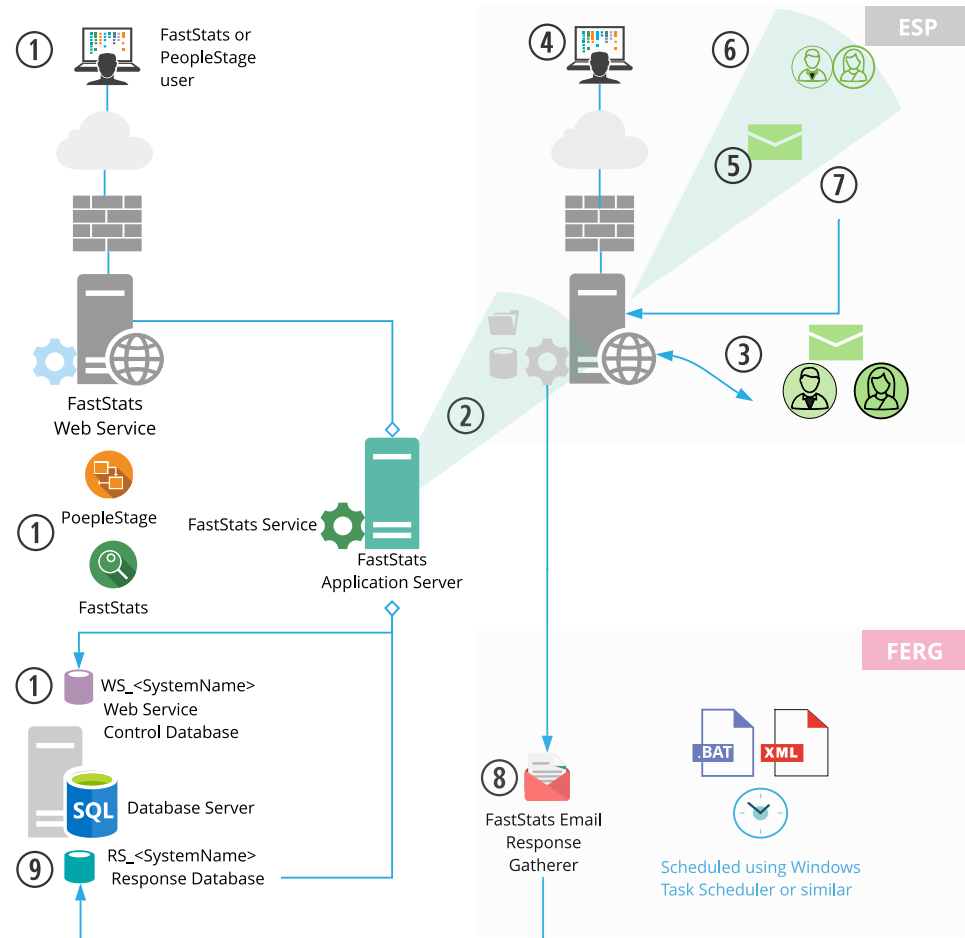 1
FastStats or
PeopleStage
user
FastStats
Web Service
1
PoepleStage
FastStats
FastStats Service
FastStats
Application Server
2
1
WS_<SystemName>
Web Service
Control Database
SQL
Database Server
9
RS_<SystemName>
Response Database
ESP
4
6
5
7
3
FERG
8
FastStats Email
Response
Gatherer
.BAT
XML
Scheduled using Windows
Task Scheduler or similar